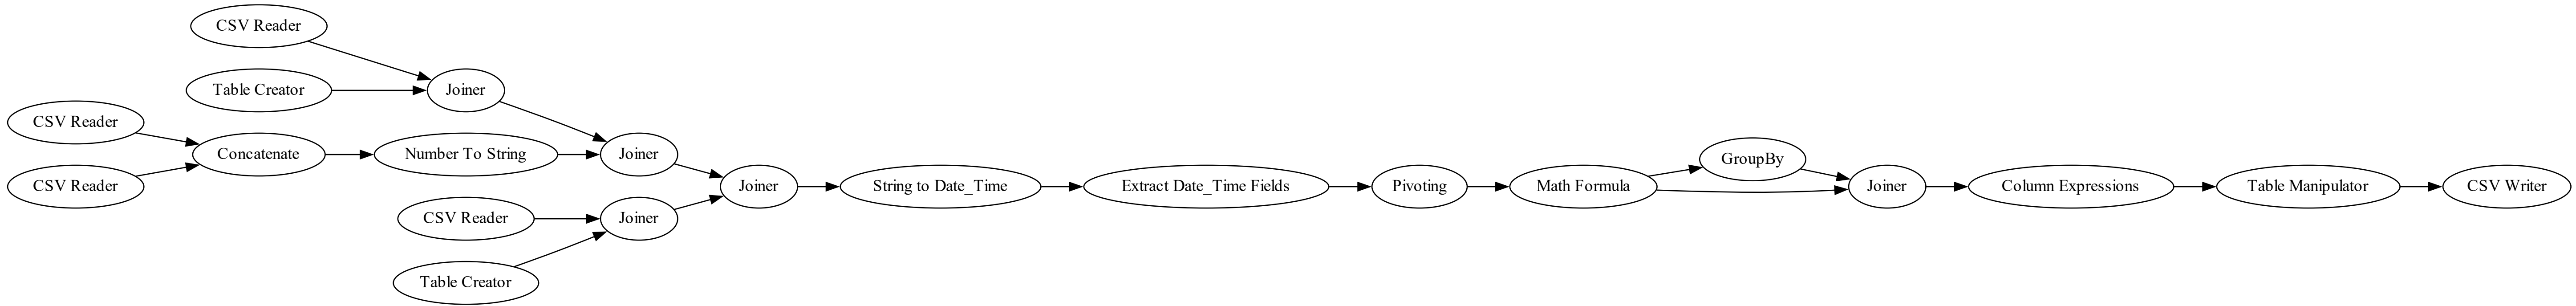 CSV Reader
Table Creator
Joiner
CSV Reader
CSV Reader
Concatenate
Number To String
Joiner
CSV Reader
Table Creator
Joiner
Joiner
String to Date_Time
Extract Date_Time Fields
Pivoting
Math Formula
GroupBy
Joiner
Column Expressions
Table Manipulator
CSV Writer